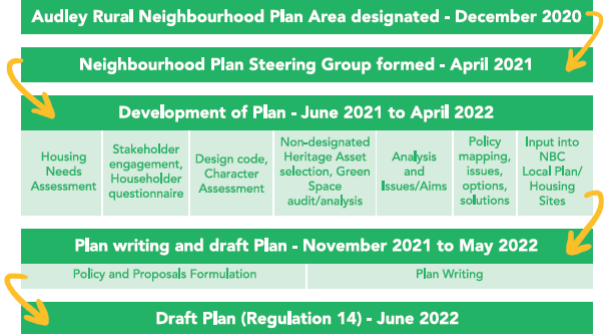 Audley Rural Neighbourhood Plan Area designated - December 2020
Neighbourhood Plan Steering Group formed - April 2021
Development of Plan - June 2021 to April 2022
Housing
Needs
Assessment
Stakeholder
engagement,
Householder
questionnaire
Design code,
Character
Assessment
Non-designated
Heritage Asset
selection, Green
Space
audit/analysis
Analysis
and
Issues/Aims
Policy
mapping,
issues,
options,
solutions
Input into
NBC
Local Plan/
Housing
Sites
Plan writing and draft Plan - November 2021 to May 2022
Policy and Proposals Formulation
Plan Writing
Draft Plan (Regulation 14) - June 2022